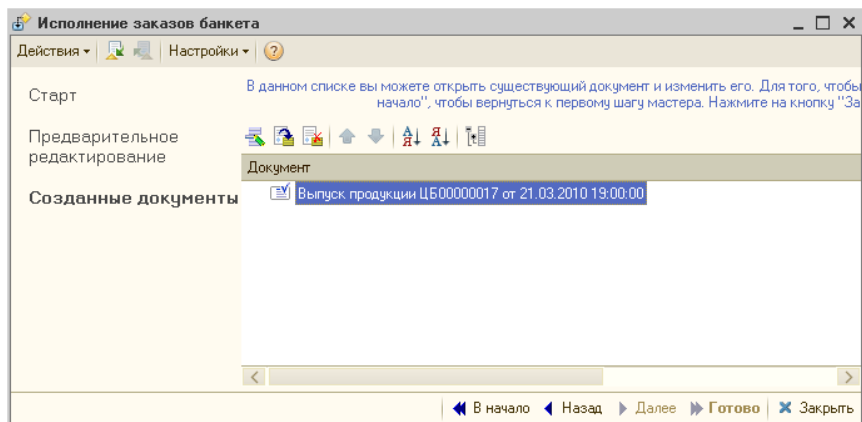 Исполнение заказов банкета
Действия Настройки
Старт
Предварительное
редактирование
Созданные документы
В данном списке вы можете открыть существующий документ и изменить его. Для того, чтобы
начало", чтобы вернуться к первому шагу мастера. Нажмите на кнопку "За
Документ
Выпуск продукции ЦБ00000017 от 21.03.2010 19:00:00
В начало Назад Далее Готово Закрыть